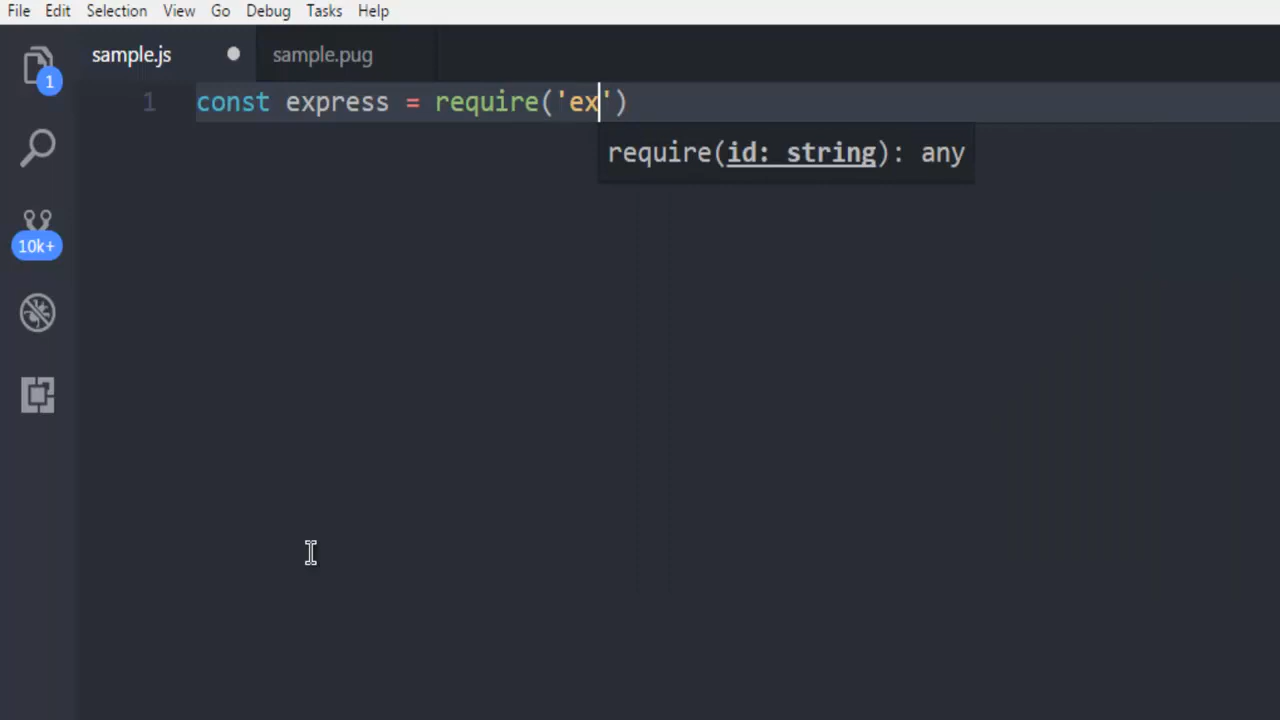 File Edit Selection View Go Debug Tasks Help
sample.js sample.pug
1
1 const express = require('ex')
require(id: string): any
10k+